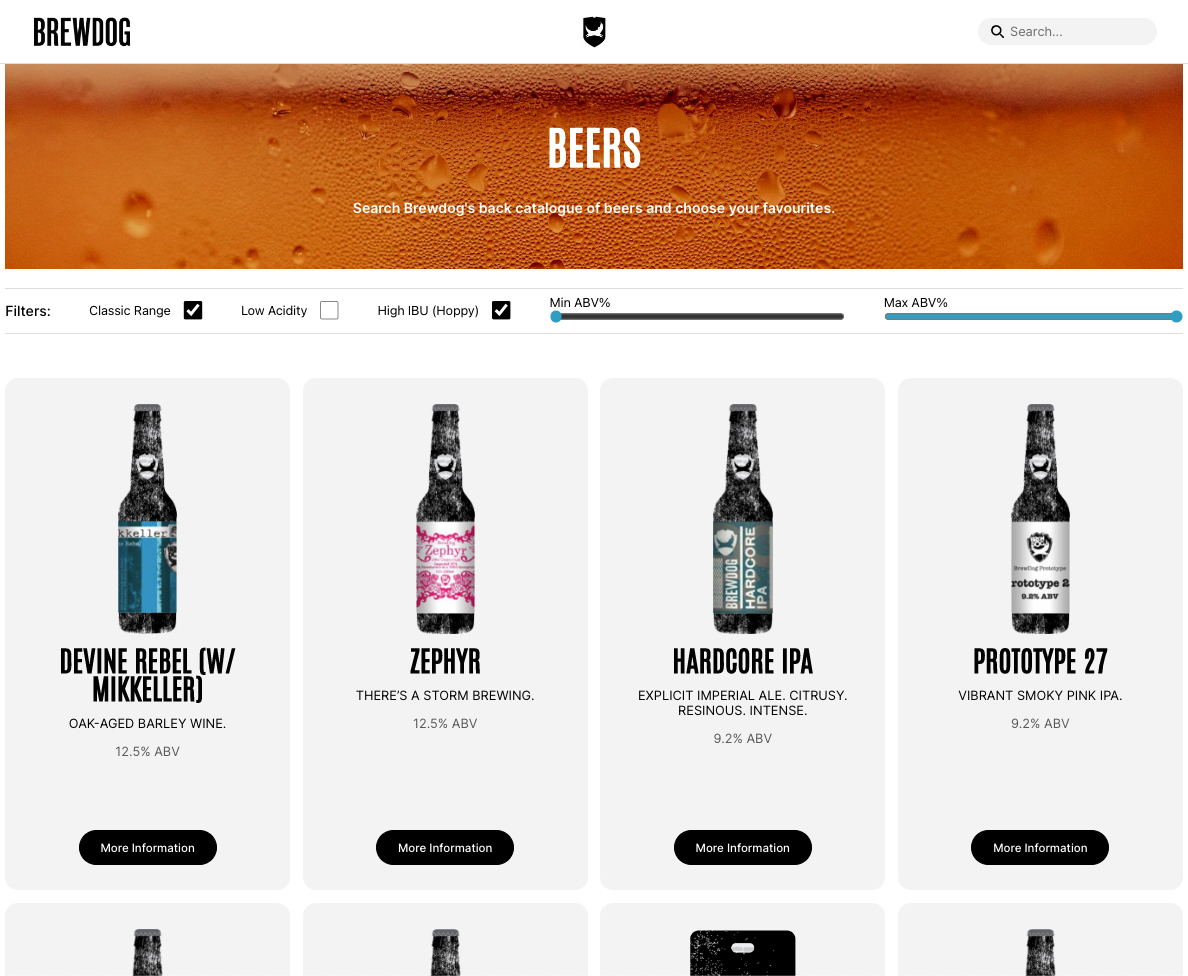 BREWDOG
Search...
BEERS
Search Brewdog's back catalogue of beers and choose your favourites.
Filters:
Classic Range
Low Acidity
High IBU (Hoppy)
Min ABV%
Max ABV%
kkeller
Zephyr
BREWDOG
HARDCORE
IPA
BrewDog Prototype
rototype 2
9.2% ABV
DEVINE REBEL (W/
MIKKELLER)
OAK-AGED BARLEY WINE.
12.5% ABV
More Information
ZEPHYR
THERE'S A STORM BREWING.
12.5% ABV
More Information
HARDCORE IPA
EXPLICIT IMPERIAL ALE. CITRUSY.
RESINOUS. INTENSE.
9.2% ABV
More Information
PROTOTYPE 27
VIBRANT SMOKY PINK IPA.
9.2% ABV
More Information